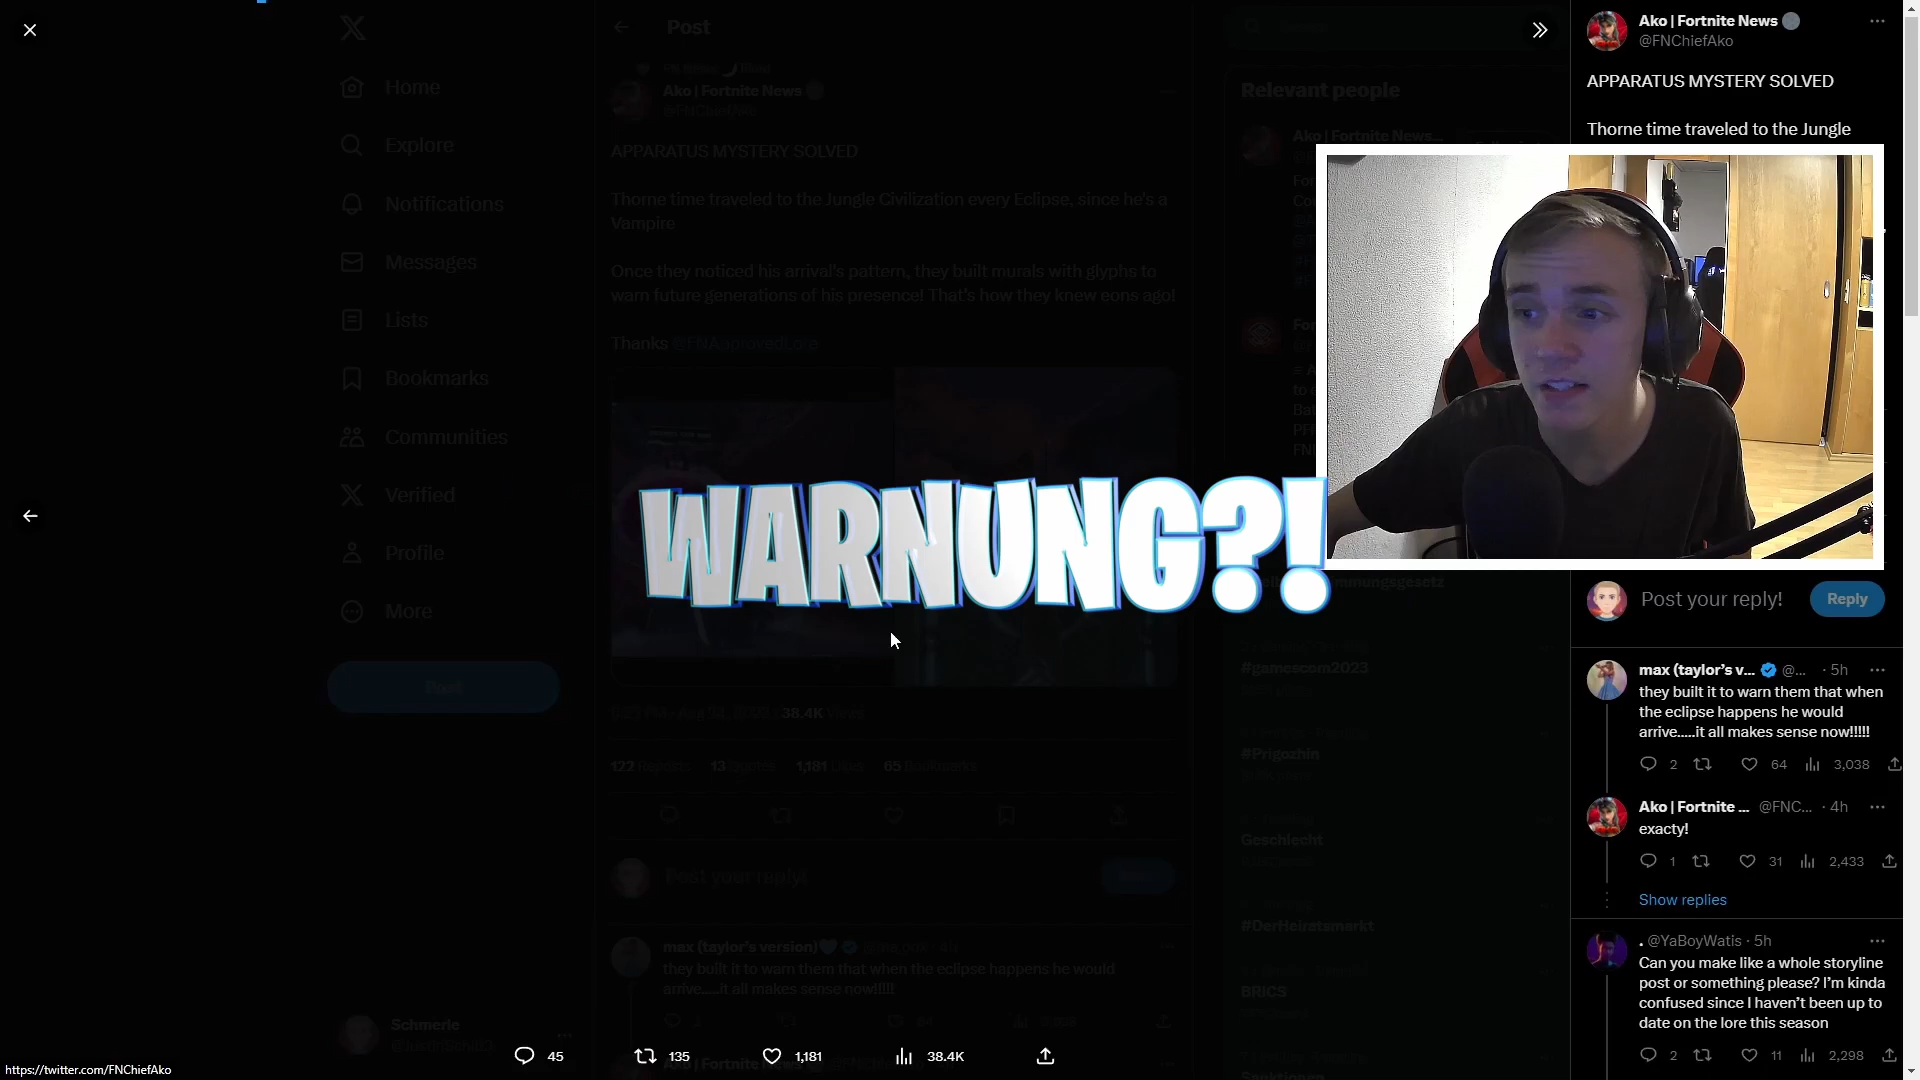 Post
Home
Explore
Notifications
Messages
Lists
Bookmarks
Communities
Verified
Profile
More
Post
Schmerle
Ako | Fortnite News
@FNChiefAko
APPARATUS MYSTERY SOLVED
Thorne time traveled to the Jungle Civilization every Eclipse, since he's a
Vampire
Once they noticed his arrival's pattern, they built murals with glyphs to
warn future generations of his presence! That's how they knew eons ago!
Thanks @FNApprovedLore
WARNUNG?!
38.4K Views
122 Reposts 13 Quotes 1,181 Likes 65 Bookmarks
Post your reply!
max (taylor's version)
they built it to warn them that when the eclipse happens he would
arrive.....it all makes sense now!!!!!
Ako | Fortnite News
45
135
1,181
38.4K
https://twitter.com/FNChiefAko
Relevant people
Ako | Fortnite News...
#gamescom2023
#Prigozhin
Geschlecht
#DerHeiratsmarkt
BRICS
Sanktionen
Ako | Fortnite News
@FNChiefAko
APPARATUS MYSTERY SOLVED
Thorne time traveled to the Jungle
Post your reply!
Reply
max (taylor's v... @... · 5h
they built it to warn them that when
the eclipse happens he would
arrive.....it all makes sense now!!!!!
2 64 3,038
Ako | Fortnite ... @FNC... · 4h
exacty!
1 31 2,433
Show replies
. @YaBoyWatis · 5h
Can you make like a whole storyline
post or something please? I'm kinda
confused since I haven't been up to
date on the lore this season
2 11 2,298